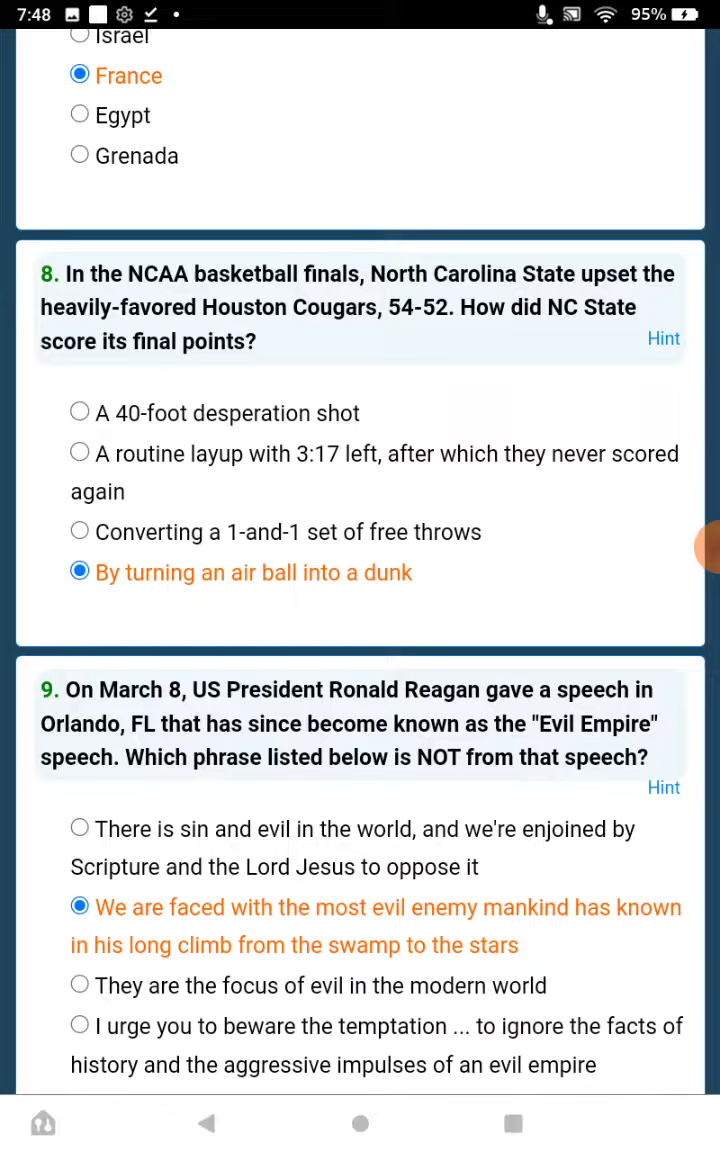 7:48
95%
Israel
France
Egypt
Grenada
8. In the NCAA basketball finals, North Carolina State upset the
heavily-favored Houston Cougars, 54-52. How did NC State
score its final points?
Hint
A 40-foot desperation shot
A routine layup with 3:17 left, after which they never scored
again
Converting a 1-and-1 set of free throws
By turning an air ball into a dunk
9. On March 8, US President Ronald Reagan gave a speech in
Orlando, FL that has since become known as the "Evil Empire"
speech. Which phrase listed below is NOT from that speech?
Hint
There is sin and evil in the world, and we're enjoined by
Scripture and the Lord Jesus to oppose it
We are faced with the most evil enemy mankind has known
in his long climb from the swamp to the stars
They are the focus of evil in the modern world
I urge you to beware the temptation ... to ignore the facts of
history and the aggressive impulses of an evil empire